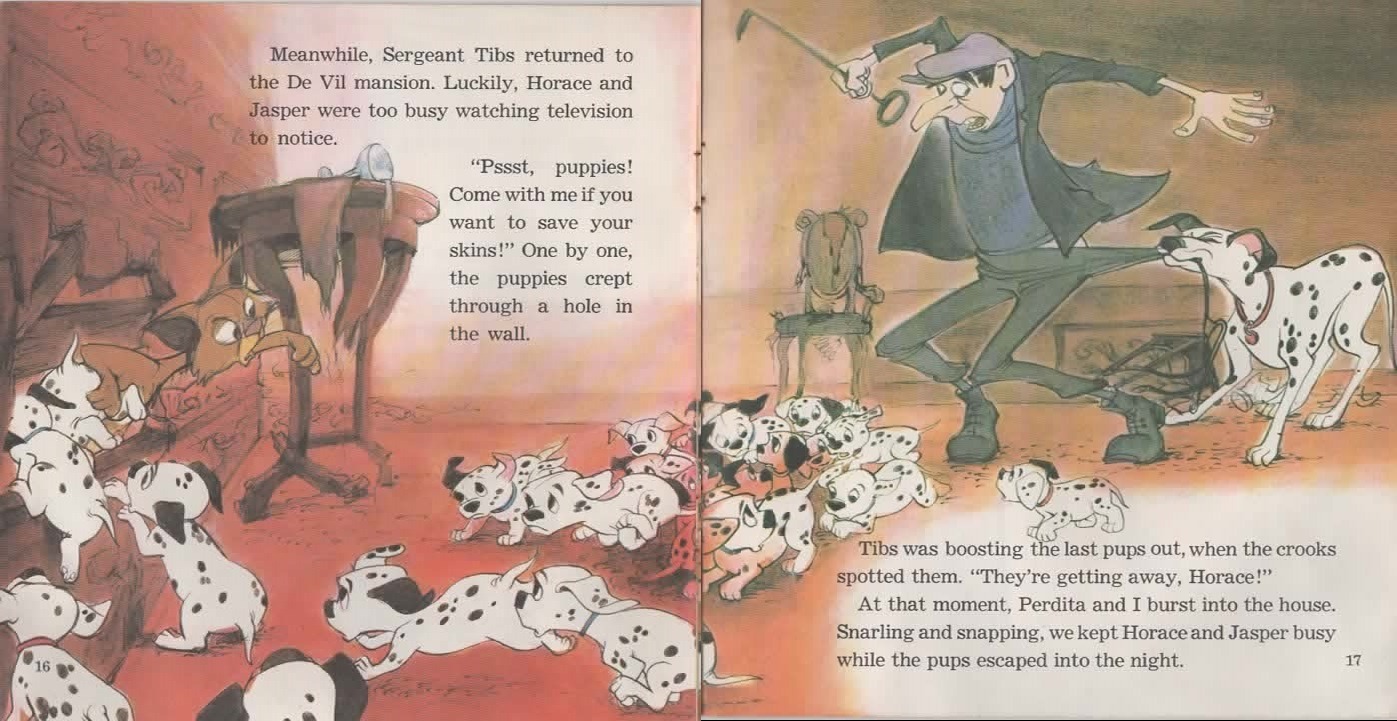 Meanwhile, Sergeant Tibs returned to
the De Vil mansion. Luckily, Horace and
Jasper were too busy watching television
to notice.
“Pssst, puppies!
Come with me if you
want to save your
skins!” One by one,
the puppies crept
through a hole in
the wall.
16
Tibs was boosting the last pups out, when the crooks
spotted them. “They’re getting away, Horace!”
At that moment, Perdita and I burst into the house.
Snarling and snapping, we kept Horace and Jasper busy
while the pups escaped into the night.
17